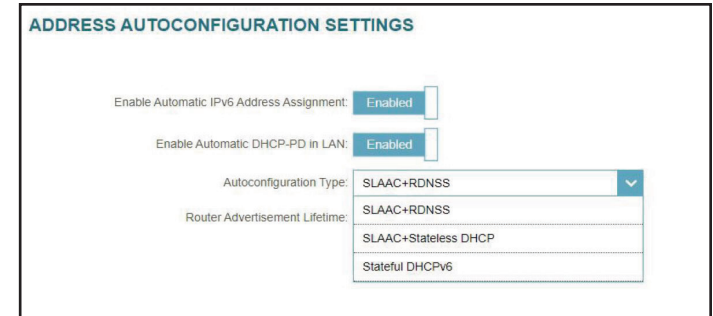 ADDRESS AUTOCONFIGURATION SETTINGS
Enable Automatic IPv6 Address Assignment: Enabled
Enable Automatic DHCP-PD in LAN: Enabled
Autoconfiguration Type: SLAAC+RDNSS
SLAAC+RDNSS
Router Advertisement Lifetime:
SLAAC+Stateless DHCP
Stateful DHCPv6